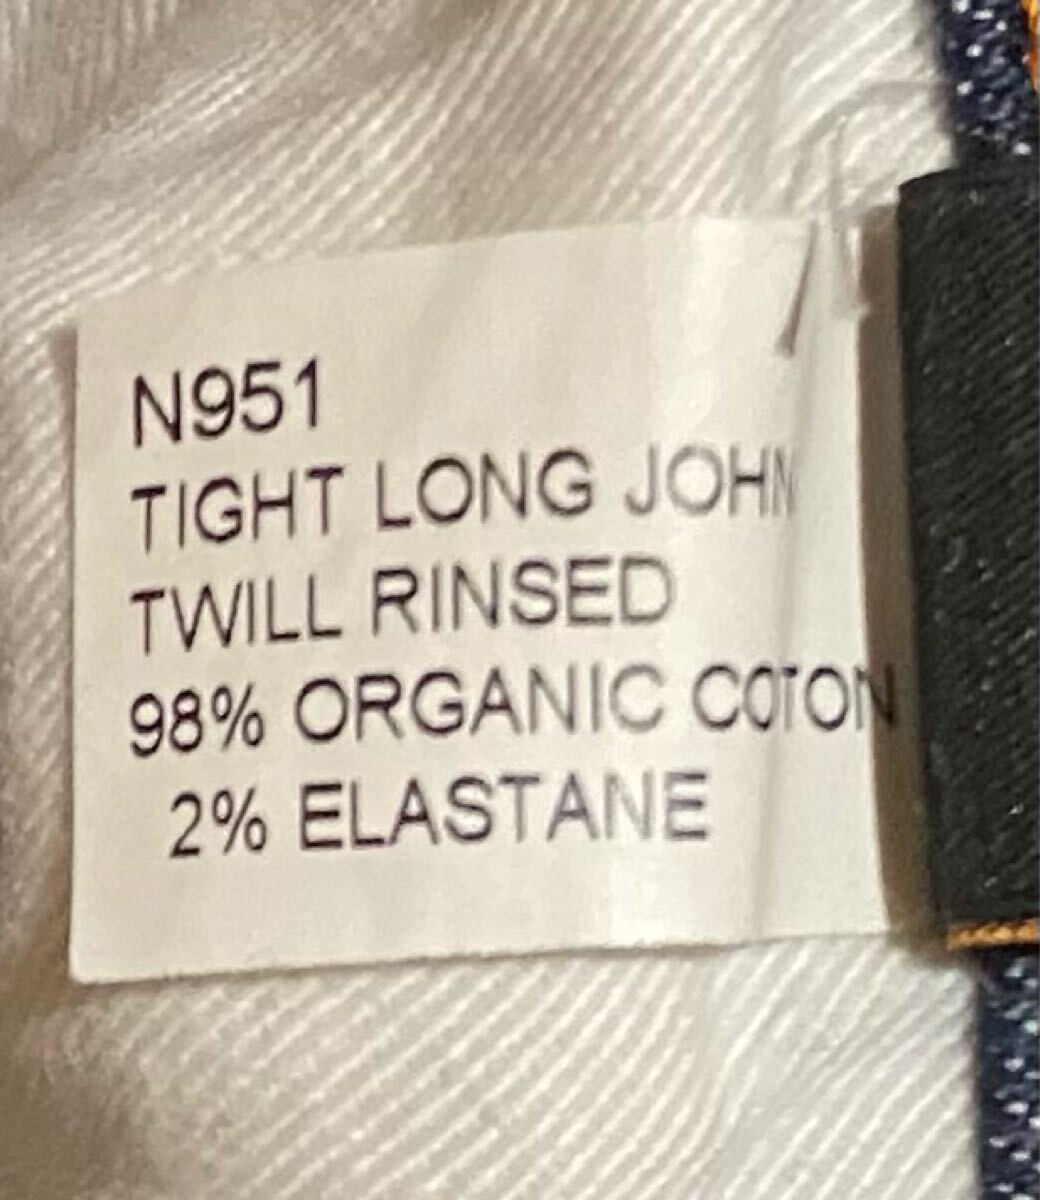 N951
TIGHT LONG JOHN
TWILL RINSED
98% ORGANIC COTON
2% ELASTANE